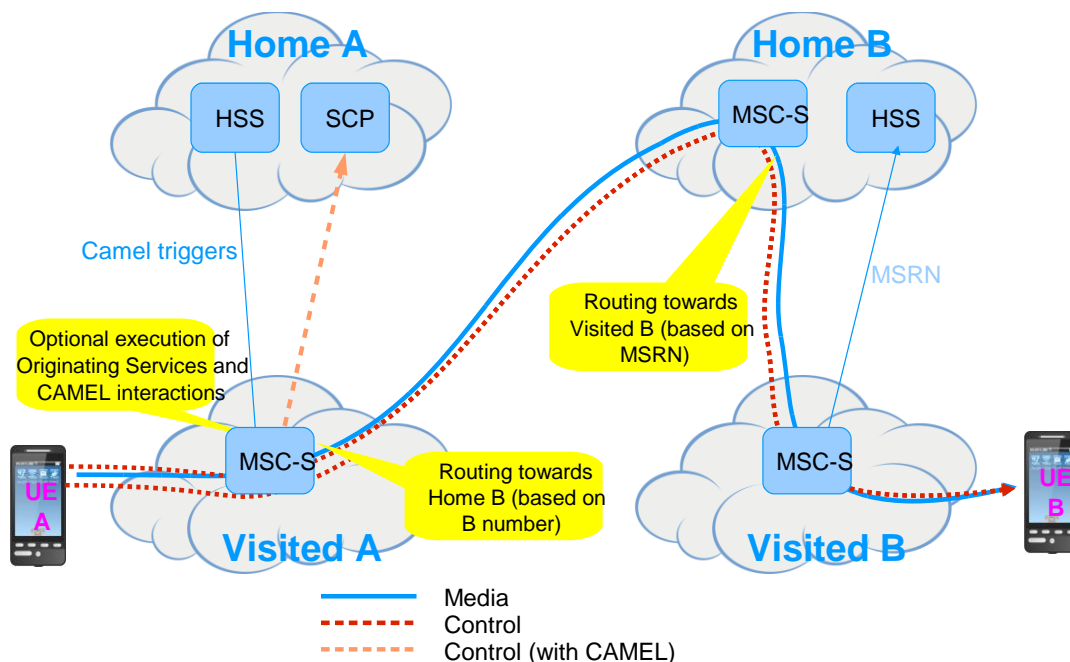 Home A
Home B
HSS
SCP
MSC-S
HSS
Camel triggers
MSRN
Routing towards
Visited B (based on
MSRN)
Optional execution of
Originating Services and
CAMEL interactions
MSC-S
Routing towards
Home B (based on
B number)
MSC-S
UE
A
UE
B
Visited A
Visited B
Media
Control
Control (with CAMEL)